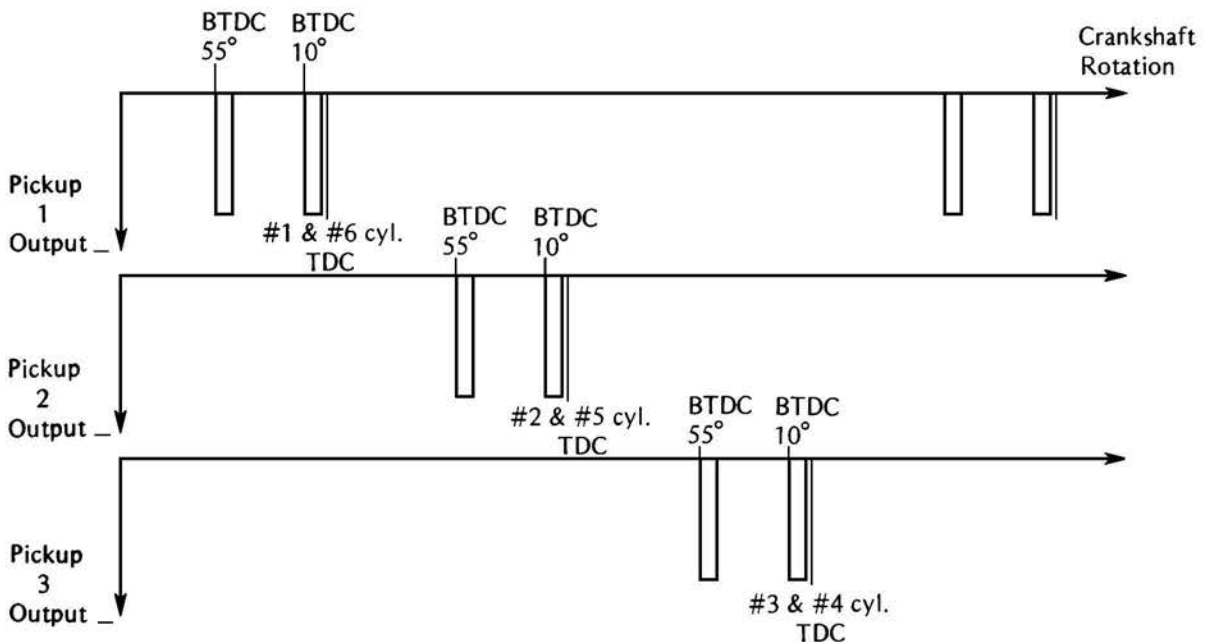 BTDC
55°
BTDC
10°
Crankshaft
Rotation
Pickup
1
Output _
#1 & #6 cyl.
TDC
BTDC
55°
BTDC
10°
Pickup
2
Output _
#2 & #5 cyl.
TDC
BTDC
55°
BTDC
10°
Pickup
3
Output _
#3 & #4 cyl.
TDC